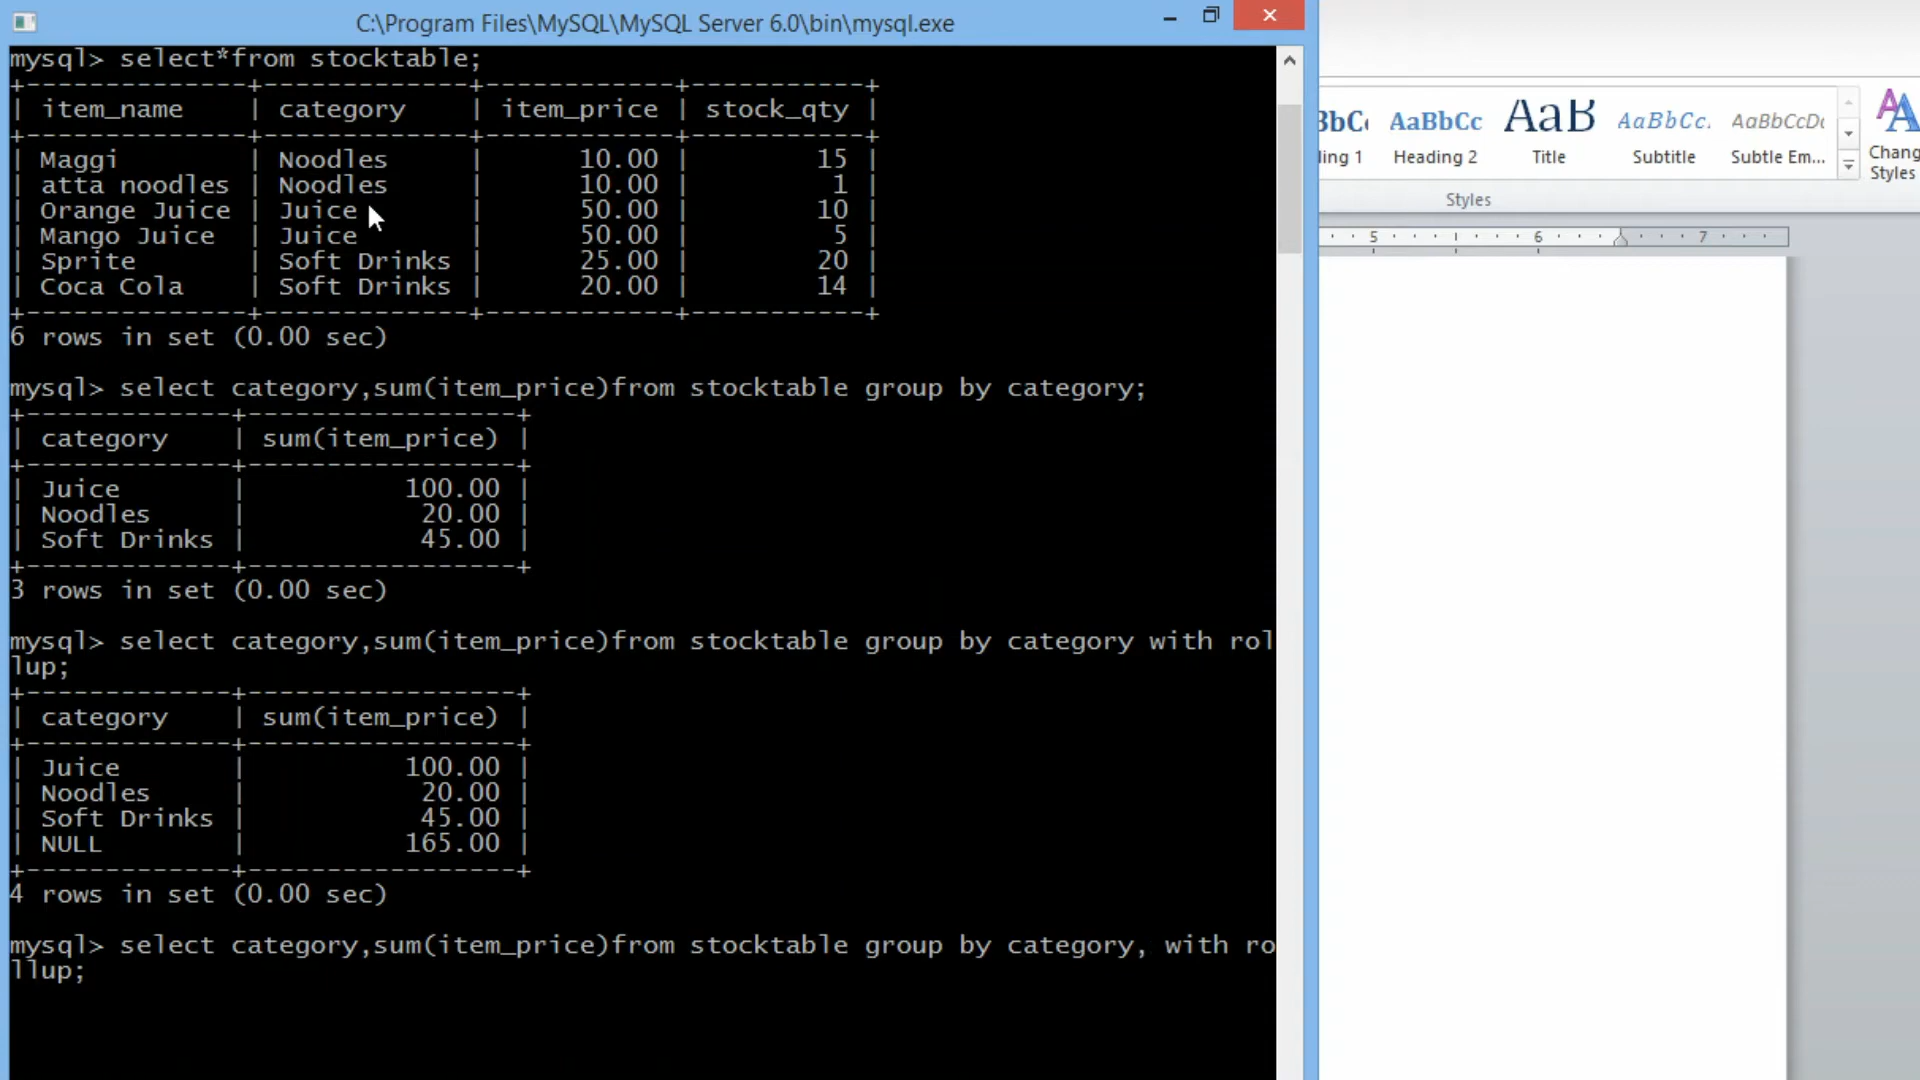 C:\Program Files\MySQL\MySQL Server 6.0\bin\mysql.exe
mysql> select*from stocktable;
+--------------+-------------+------------+-----------+
| item_name    | category    | item_price | stock_qty |
+--------------+-------------+------------+-----------+
| Maggi        | Noodles     |      10.00 |        15 |
| atta noodles | Noodles     |      10.00 |         1 |
| Orange Juice | Juice       |      50.00 |        10 |
| Mango Juice  | Juice       |      50.00 |         5 |
| Sprite       | Soft Drinks |      25.00 |        20 |
| Coca Cola    | Soft Drinks |      20.00 |        14 |
+--------------+-------------+------------+-----------+
6 rows in set (0.00 sec)
mysql> select category,sum(item_price)from stocktable group by category;
+-------------+-----------------+
| category    | sum(item_price) |
+-------------+-----------------+
| Juice       |          100.00 |
| Noodles     |           20.00 |
| Soft Drinks |           45.00 |
+-------------+-----------------+
3 rows in set (0.00 sec)
mysql> select category,sum(item_price)from stocktable group by category with rol
lup;
+-------------+-----------------+
| category    | sum(item_price) |
+-------------+-----------------+
| Juice       |          100.00 |
| Noodles     |           20.00 |
| Soft Drinks |           45.00 |
| NULL        |          165.00 |
+-------------+-----------------+
4 rows in set (0.00 sec)
mysql> select category,sum(item_price)from stocktable group by category, with ro
llup;
AaBbCc AaB AaBbCc. AaBbCcDc
ling 1 Heading 2 Title Subtitle Subtle Em...
Chang
Styles
Styles
5 6 7